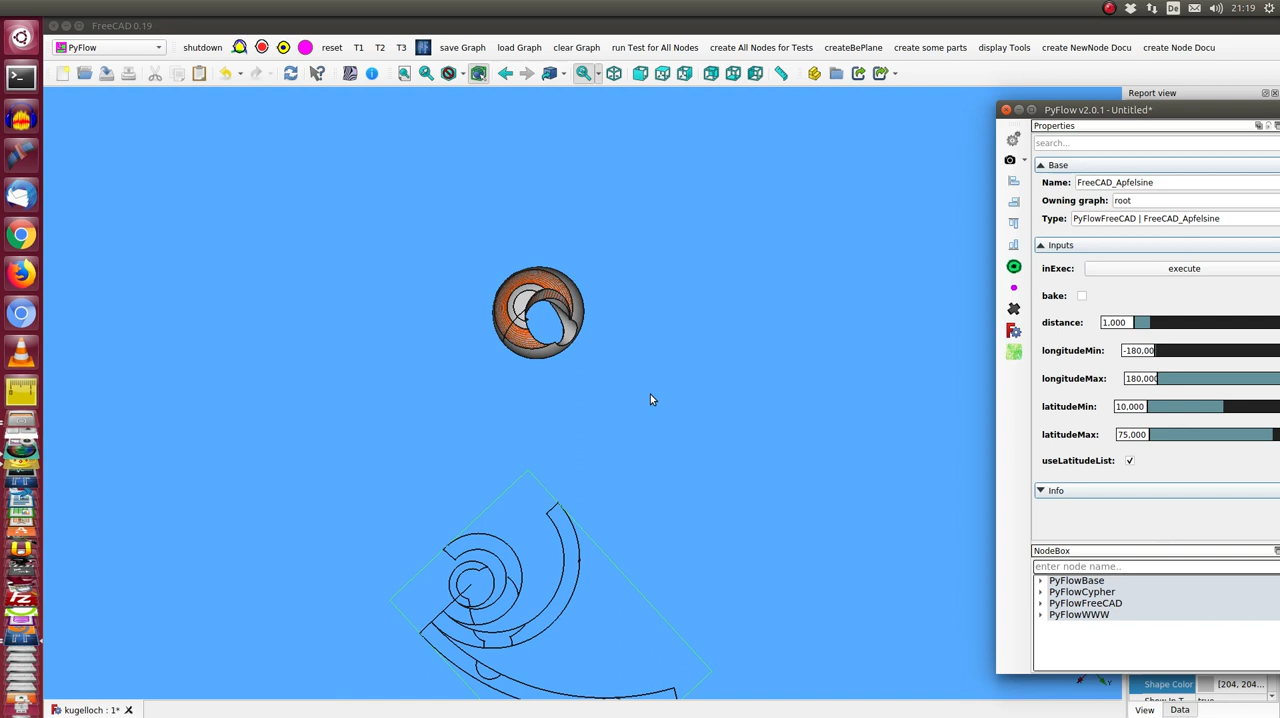 De 21:19
FreeCAD 0.19
PyFlow shutdown reset T1 T2 T3 save Graph load Graph clear Graph run Test for All Nodes create All Nodes for Tests createBePlane create some parts display Tools create NewNode Docu create Node Docu
Report view
PyFlow v2.0.1 - Untitled*
Properties
search...
Base
Name: FreeCAD_Apfelsine
Owning graph: root
Type: PyFlowFreeCAD | FreeCAD_Apfelsine
Inputs
inExec: execute
bake:
distance: 1,000
longitudeMin: -180,00
longitudeMax: 180,000
latitudeMin: 10,000
latitudeMax: 75,000
useLatitudeList:
Info
NodeBox
enter node name..
PyFlowBase
PyFlowCypher
PyFlowFreeCAD
PyFlowWWW
Shape Color [204, 204...
View Data
kugelloch : 1*